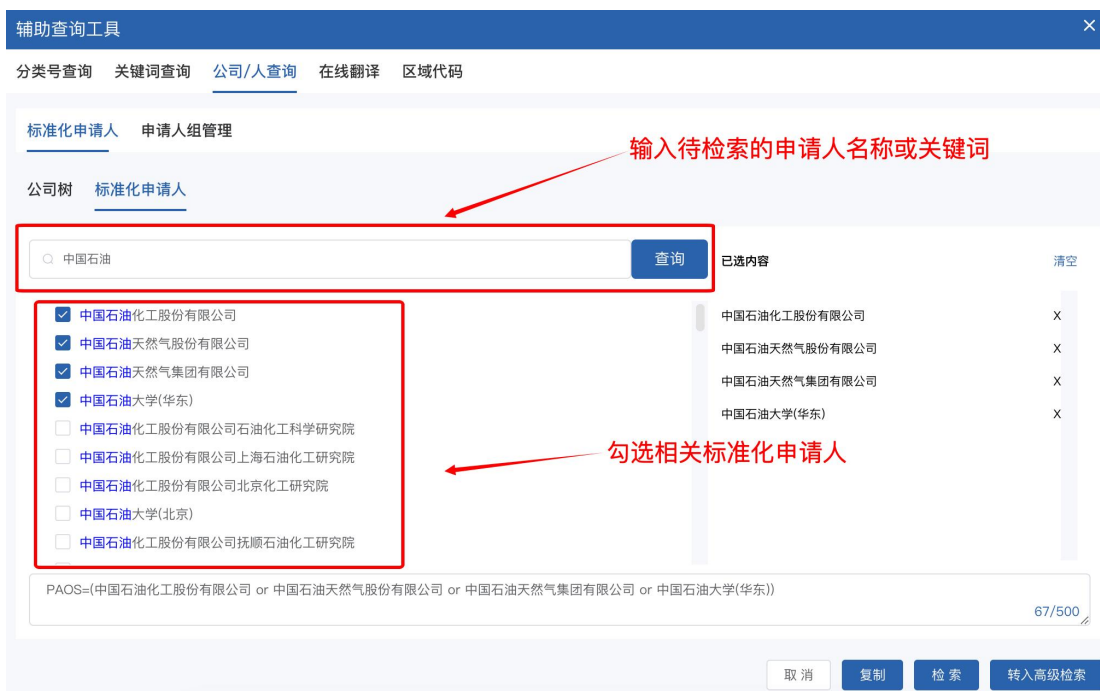 辅助查询工具
×
分类号查询 关键词查询 公司/人查询 在线翻译 区域代码
标准化申请人 申请人组管理
输入待检索的申请人名称或关键词
公司树 标准化申请人
中国石油 查询 已选内容 清空
中国石油化工股份有限公司
中国石油天然气股份有限公司
中国石油天然气集团有限公司
中国石油大学(华东)
中国石油化工股份有限公司石油化工科学研究院
中国石油化工股份有限公司上海石油化工研究院
中国石油化工股份有限公司北京化工研究院
中国石油大学(北京)
中国石油化工股份有限公司抚顺石油化工研究院
中国石油化工股份有限公司 X
中国石油天然气股份有限公司 X
中国石油天然气集团有限公司 X
中国石油大学(华东) X
勾选相关标准化申请人
PAOS=(中国石油化工股份有限公司 or 中国石油天然气股份有限公司 or 中国石油天然气集团有限公司 or 中国石油大学(华东))
67/500
取消 复制 检索 转入高级检索